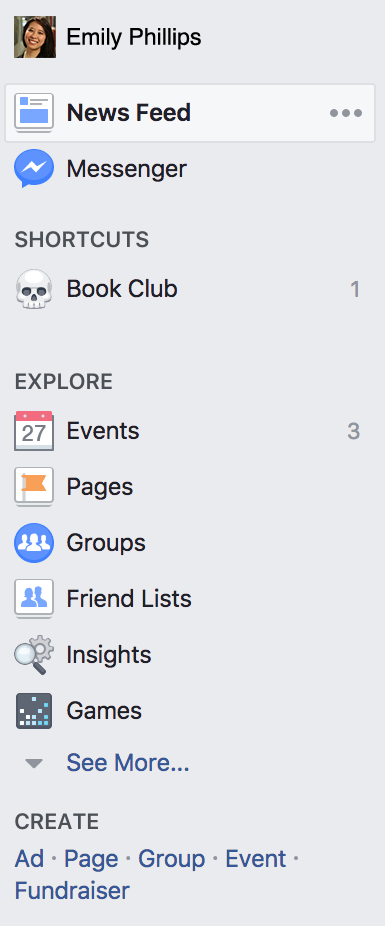 Emily Phillips
News Feed
Messenger
SHORTCUTS
Book Club 1
EXPLORE
27 Events 3
Pages
Groups
Friend Lists
Insights
Games
See More...
CREATE
Ad · Page · Group · Event ·
Fundraiser